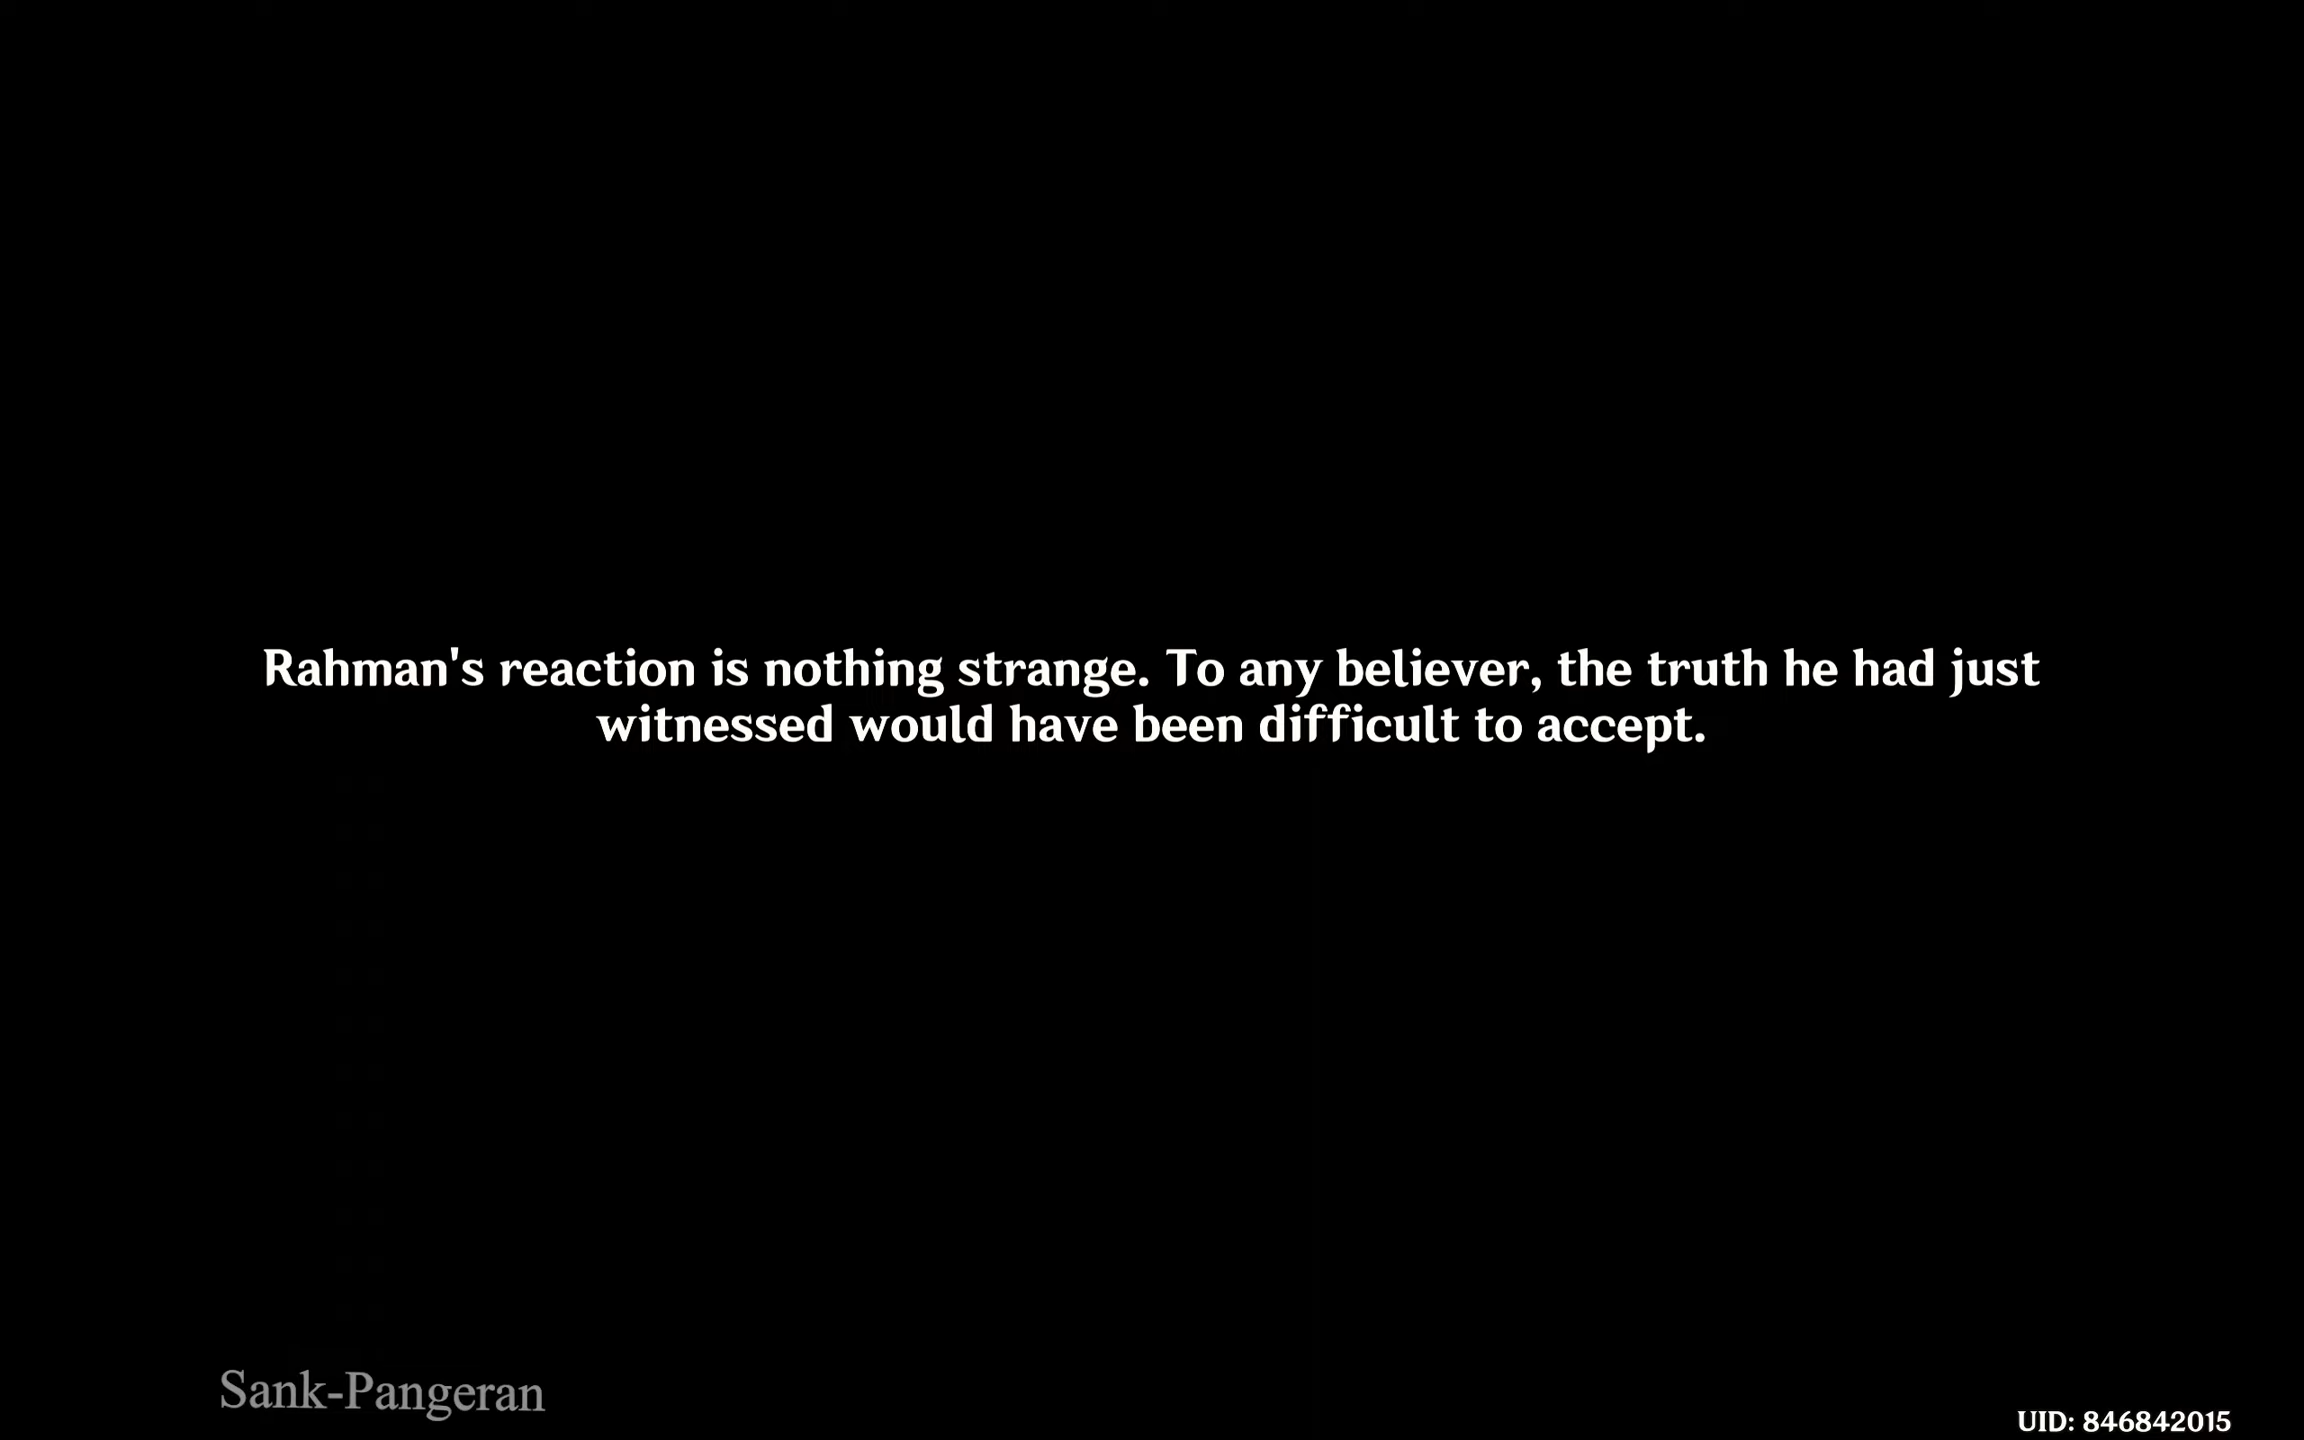 Rahman's reaction is nothing strange. To any believer, the truth he had just
witnessed would have been difficult to accept.
Sank-Pangeran
UID: 846842015